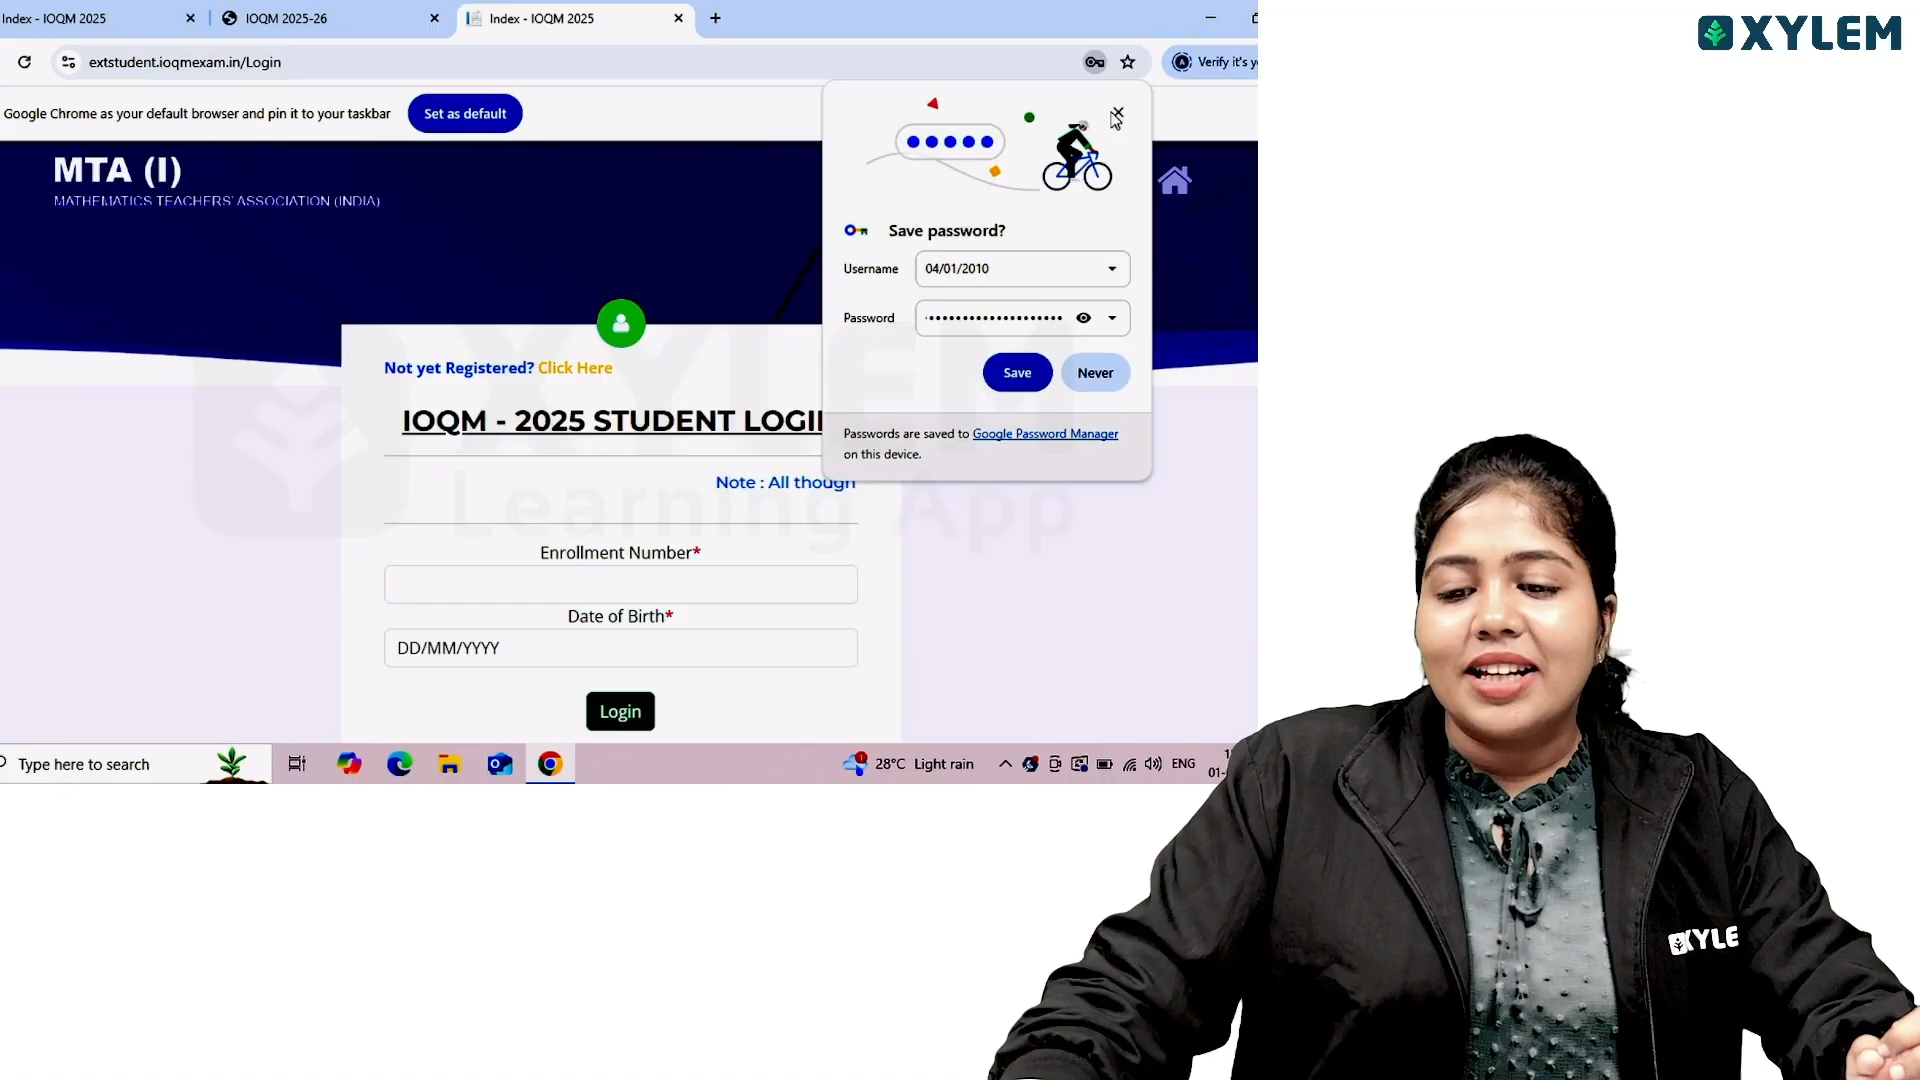 XYLEM
Index - IOQM 2025
IOQM 2025-26
Index - IOQM 2025
extstudent.ioqmexam.in/Login
Verify it's y
Google Chrome as your default browser and pin it to your taskbar
Set as default
MTA (I)
MATHEMATICS TEACHERS' ASSOCIATION (INDIA)
Save password?
Username
04/01/2010
Password
Save
Never
Passwords are saved to Google Password Manager
on this device.
Not yet Registered? Click Here
IOQM - 2025 STUDENT LOGI
Note : All though
XYLEM
Learning App
Enrollment Number*
Date of Birth*
DD/MM/YYYY
Login
Type here to search
28°C Light rain
ENG
01-
XYLE